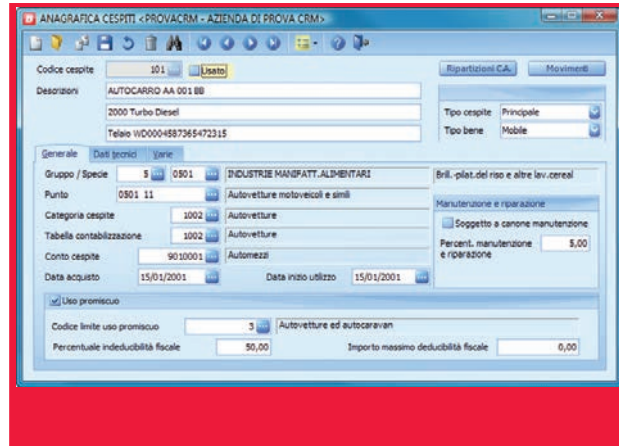 ANAGRAFICA CESPITI <PROVACRM - AZIENDA DI PROVA CRM>
Codice cespite 101 Usato Ripartizioni C.A. Movimenti
Descrizioni AUTOCARRO AA 001 BB
2000 Turbo Diesel Tipo cespite Principale
Telaio WD0004587365472315 Tipo bene Mobile
Generale Dati tecnici Varie
Gruppo / Specie 5 0501 INDUSTRIE MANIFATT.ALIMENTARI Brill.-pilat.del riso e altre lav.cereal
Punto 0501 11 Autovetture motoveicoli e simili
Manutenzione e riparazione
Categoria cespite 1002 Autovetture Soggetto a canone manutenzione
Tabella contabilizzazione 1002 Autovetture Percent. manutenzione e riparazione 5,00
Conto cespite 9010001 Automezzi
Data acquisto 15/01/2001 Data inizio utilizzo 15/01/2001
Uso promiscuo
Codice limite uso promiscuo 3 Autovetture ed autocaravan
Percentuale indeducibilità fiscale 50,00 Importo massimo deducibilità fiscale 0,00